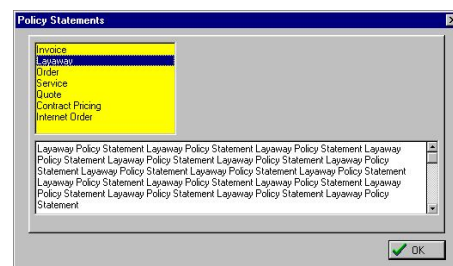 Policy Statements
Invoice
Layaway
Order
Service
Quote
Contract Pricing
Internet Order
Layaway Policy Statement Layaway Policy Statement Layaway Policy Statement Layaway
Policy Statement Layaway Policy Statement Layaway Policy Statement Layaway Policy
Statement Layaway Policy Statement Layaway Policy Statement Layaway Policy Statement
Layaway Policy Statement Layaway Policy Statement Layaway Policy Statement Layaway
Policy Statement Layaway Policy Statement Layaway Policy Statement Layaway Policy
Statement
OK